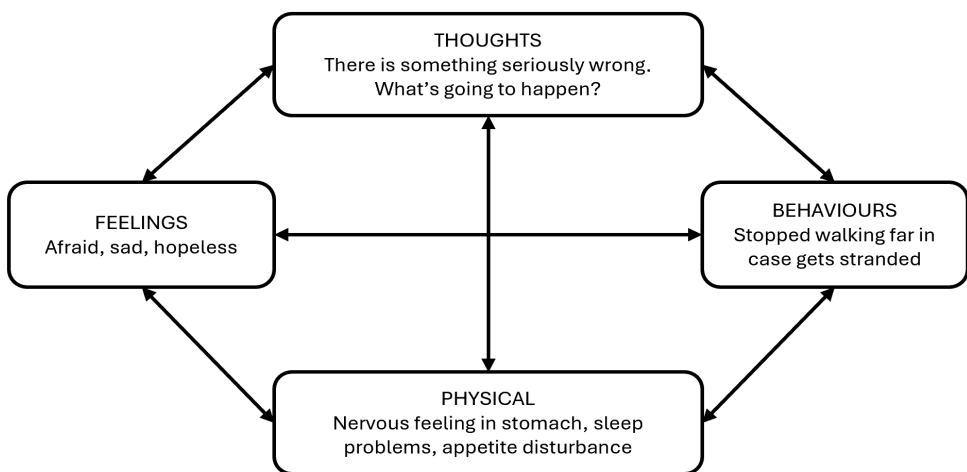 THOUGHTS
There is something seriously wrong.
What’s going to happen?
FEELINGS
Afraid, sad, hopeless
BEHAVIOURS
Stopped walking far in
case gets stranded
PHYSICAL
Nervous feeling in stomach, sleep
problems, appetite disturbance